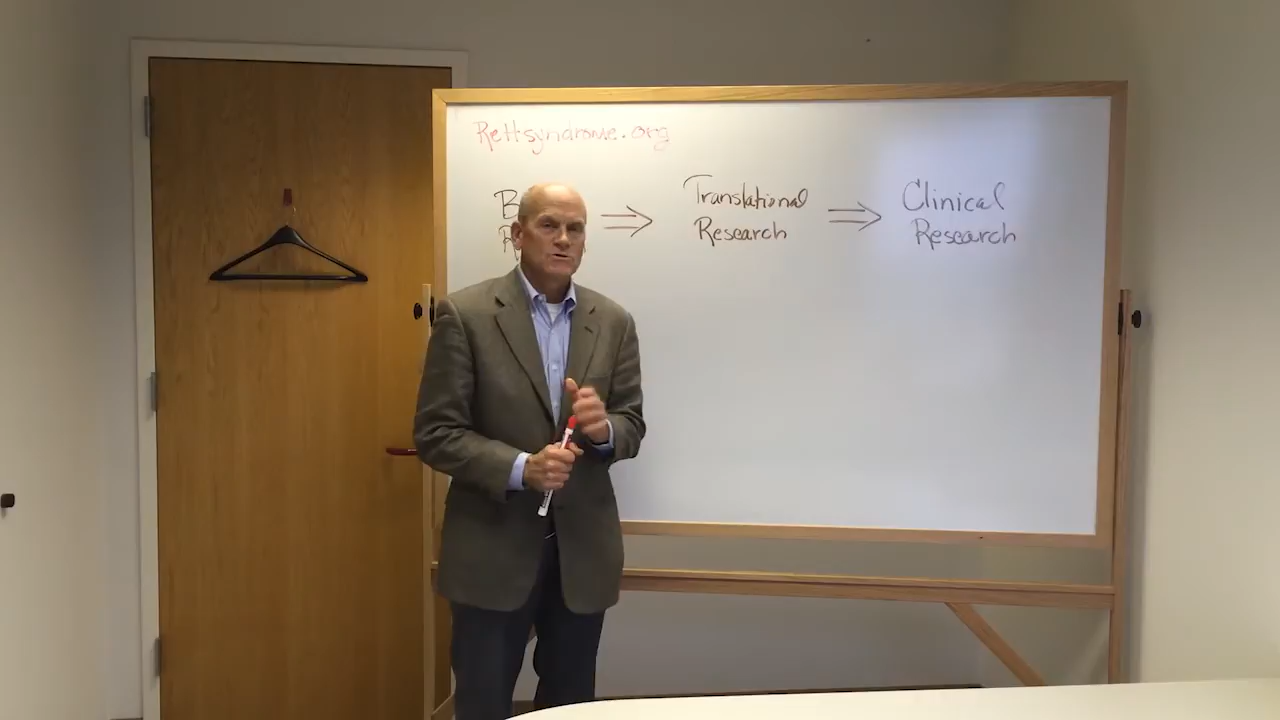 Rettsyndrome.org
Translational
Research
Clinical
Research